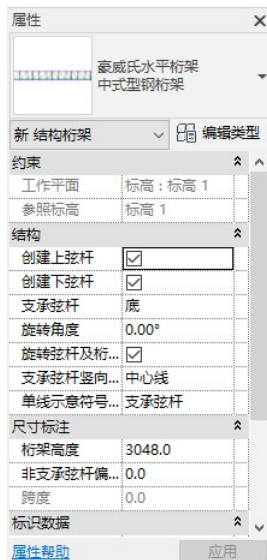 属性
豪威氏水平桁架
中式型钢桁架
新 结构桁架 编辑类型
约束
工作平面 标高 : 标高 1
参照标高 标高 1
结构
创建上弦杆
创建下弦杆
支承弦杆 底
旋转角度 0.00°
旋转弦杆及桁...
支承弦杆竖向... 中心线
单线示意符号... 支承弦杆
尺寸标注
桁架高度 3048.0
非支承弦杆偏... 0.0
跨度 0.0
标识数据
属性帮助 应用